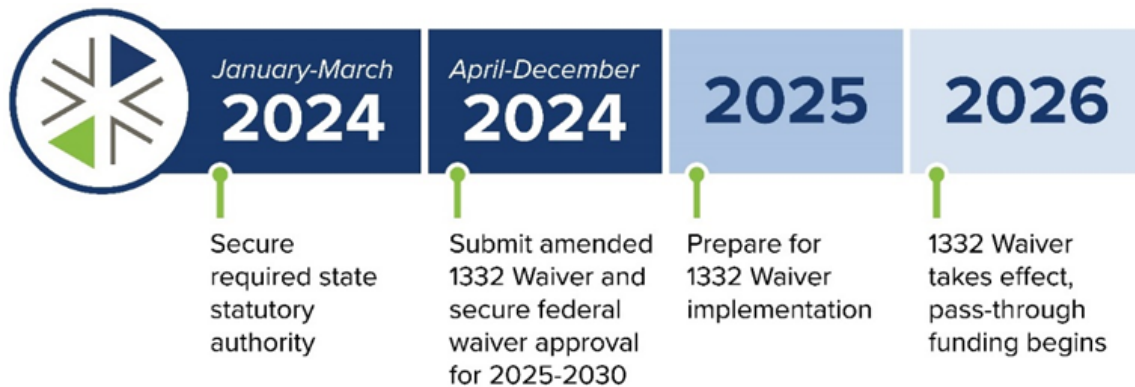 January-March
2024
April-December
2024
2025
2026
Secure
required state
statutory
authority
Submit amended
1332 Waiver and
secure federal
waiver approval
for 2025-2030
Prepare for
1332 Waiver
implementation
1332 Waiver
takes effect,
pass-through
funding begins